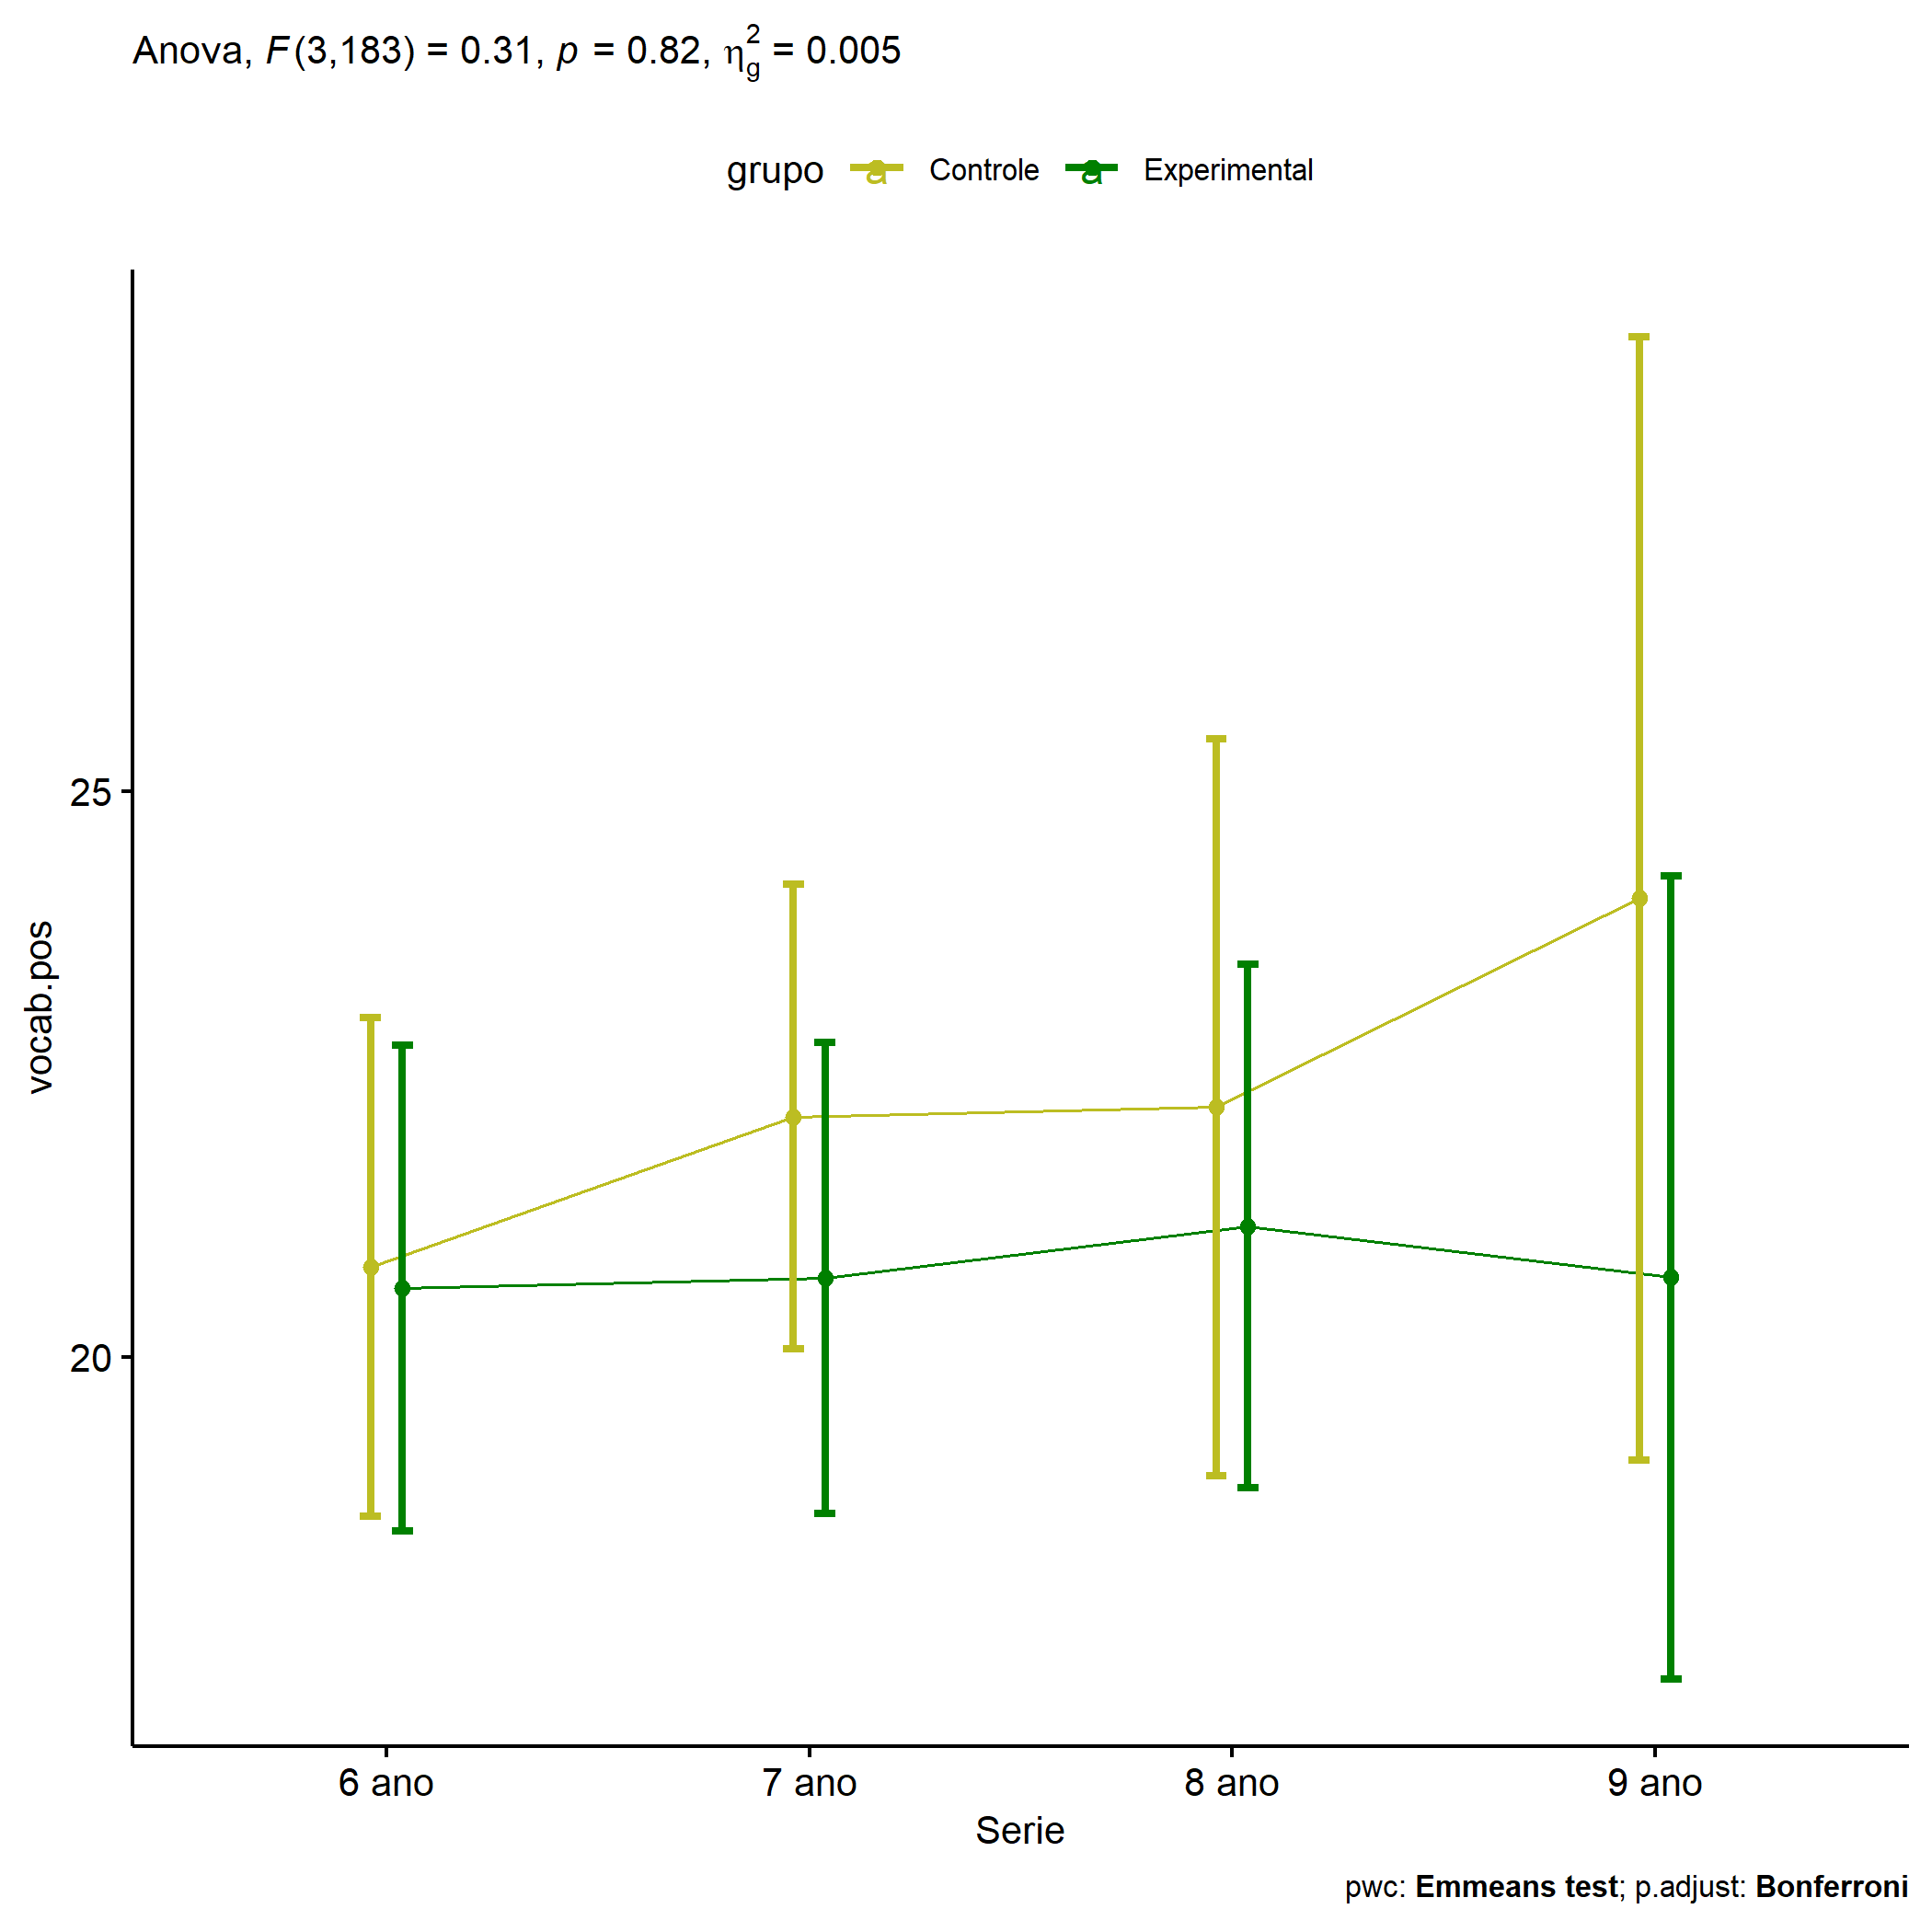 Anova, F(3,183) = 0.31, p = 0.82, η²g = 0.005
grupo a Controle a Experimental
25
20
vocab.pos
6 ano 7 ano 8 ano 9 ano
Serie
pwc: Emmeans test; p.adjust: Bonferroni